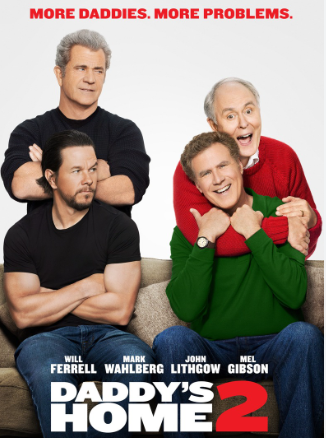 MORE DADDIES. MORE PROBLEMS.
WILL FERRELL
MARK WAHLBERG
JOHN LITHGOW
MEL GIBSON
DADDY'S
HOME 2